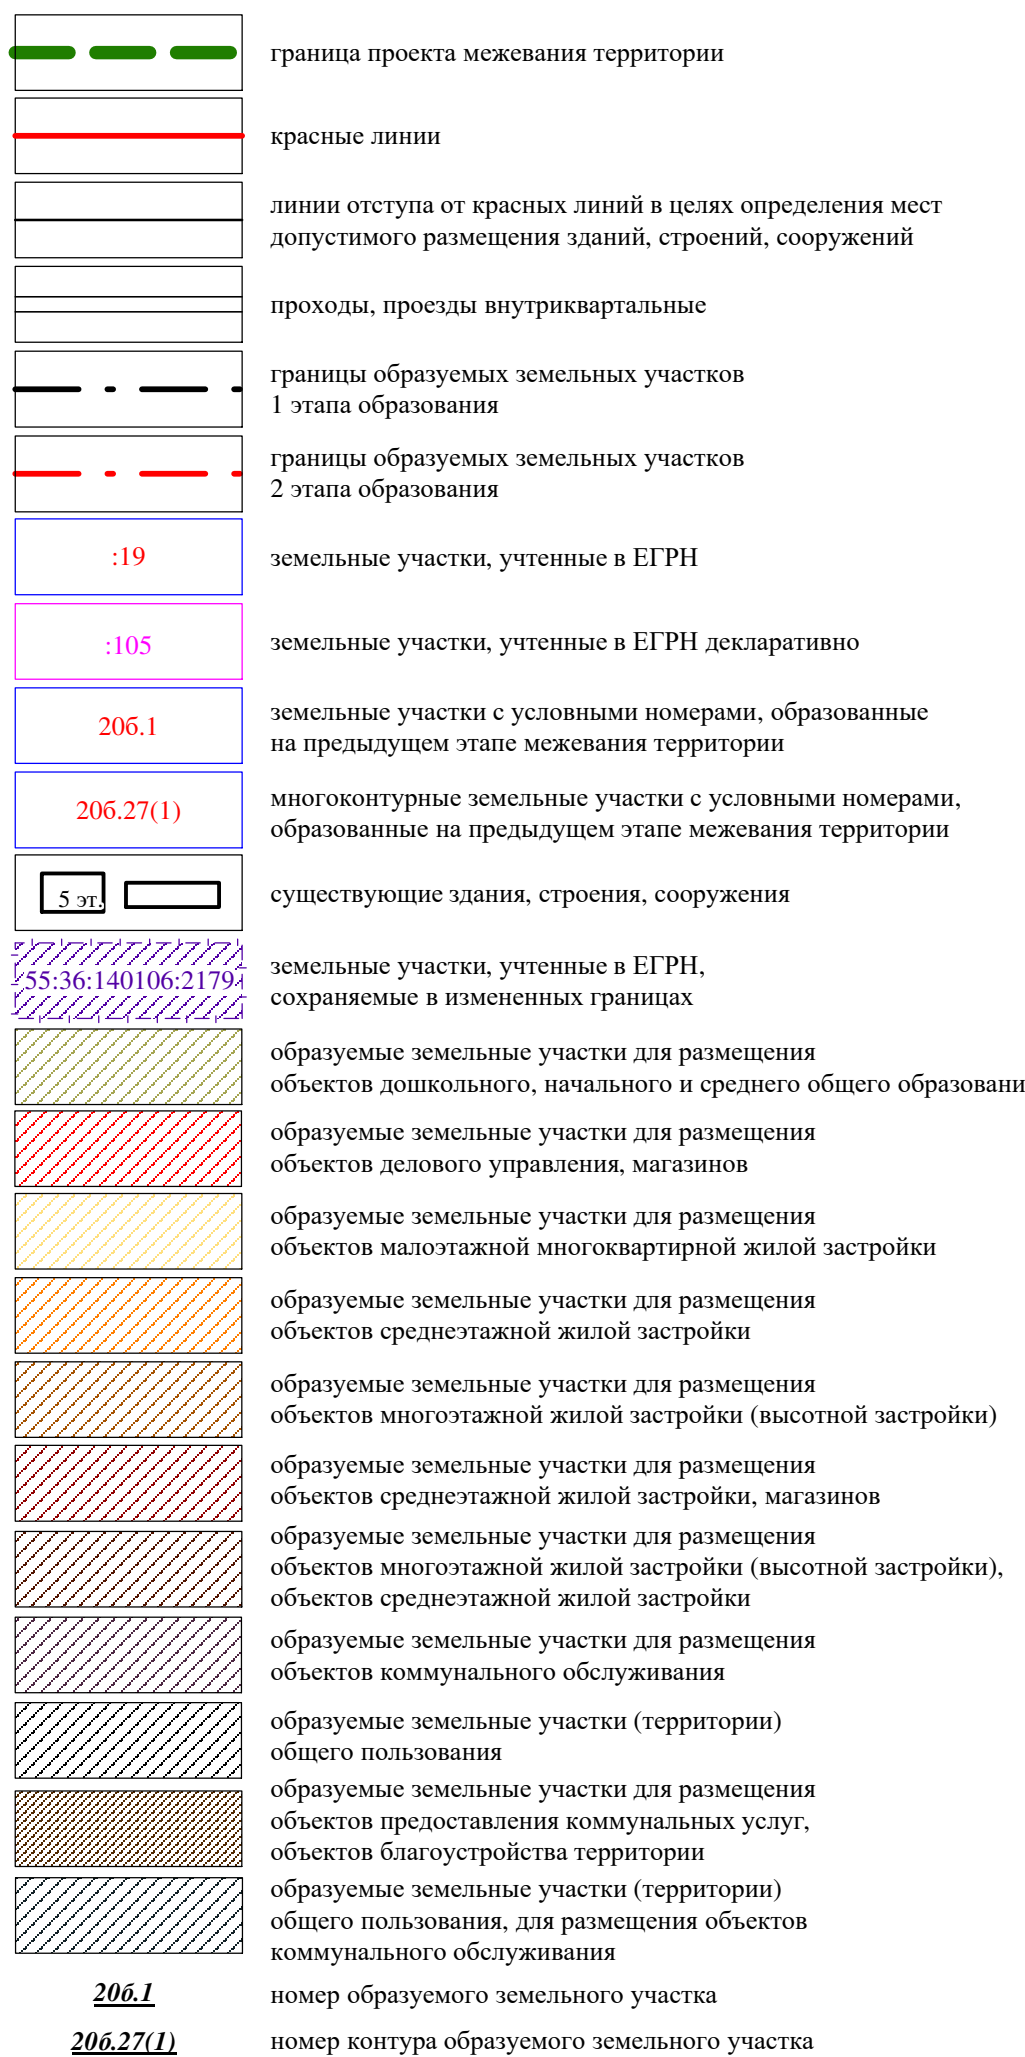 граница проекта межевания территории
красные линии
линии отступа от красных линий в целях определения мест
допустимого размещения зданий, строений, сооружений
проходы, проезды внутриквартальные
границы образуемых земельных участков
1 этапа образования
границы образуемых земельных участков
2 этапа образования
:19 земельные участки, учтенные в ЕГРН
:105 земельные участки, учтенные в ЕГРН декларативно
20б.1 земельные участки с условными номерами, образованные
на предыдущем этапе межевания территории
20б.27(1) многоконтурные земельные участки с условными номерами,
образованные на предыдущем этапе межевания территории
5 эт. существующие здания, строения, сооружения
55:36:140106:2179 земельные участки, учтенные в ЕГРН,
сохраняемые в измененных границах
образуемые земельные участки для размещения
объектов дошкольного, начального и среднего общего образовани
образуемые земельные участки для размещения
объектов делового управления, магазинов
образуемые земельные участки для размещения
объектов малоэтажной многоквартирной жилой застройки
образуемые земельные участки для размещения
объектов среднеэтажной жилой застройки
образуемые земельные участки для размещения
объектов многоэтажной жилой застройки (высотной застройки)
образуемые земельные участки для размещения
объектов среднеэтажной жилой застройки, магазинов
образуемые земельные участки для размещения
объектов многоэтажной жилой застройки (высотной застройки),
объектов среднеэтажной жилой застройки
образуемые земельные участки для размещения
объектов коммунального обслуживания
образуемые земельные участки (территории)
общего пользования
образуемые земельные участки для размещения
объектов предоставления коммунальных услуг,
объектов благоустройства территории
образуемые земельные участки (территории)
общего пользования, для размещения объектов
коммунального обслуживания
20б.1 номер образуемого земельного участка
20б.27(1) номер контура образуемого земельного участка